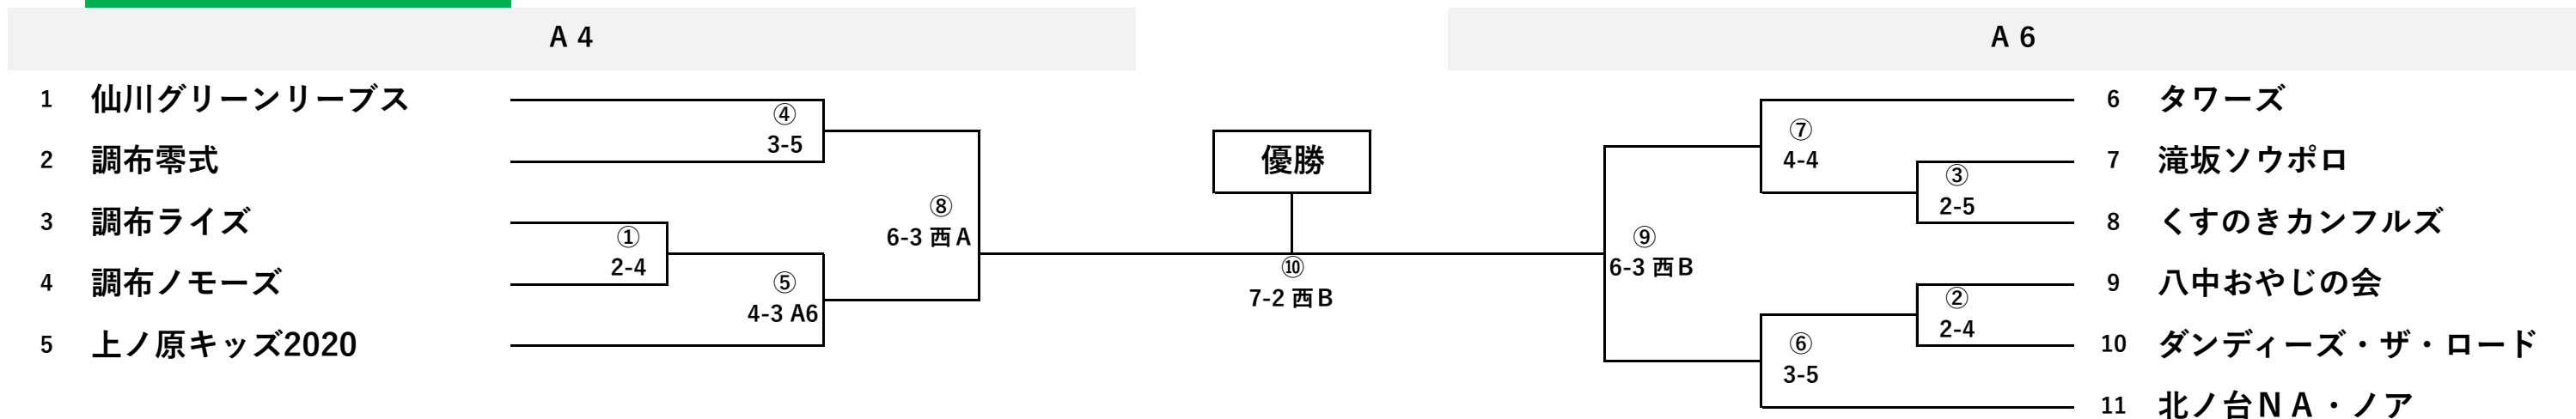 A 4
1 仙川グリーンリーブス
2 調布零式
3 調布ライズ
4 調布ノモーズ
5 上ノ原キッズ2020
④
3-5
①
2-4
⑤
4-3 A6
⑧
6-3 西A
優勝
⑩
7-2 西B
A 6
⑨
6-3 西B
⑦
4-4
③
2-5
②
2-4
⑥
3-5
6 タワーズ
7 滝坂ソウポロ
8 くすのきカンフルズ
9 八中おやじの会
10 ダンディーズ・ザ・ロード
11 北ノ台NA・ノア